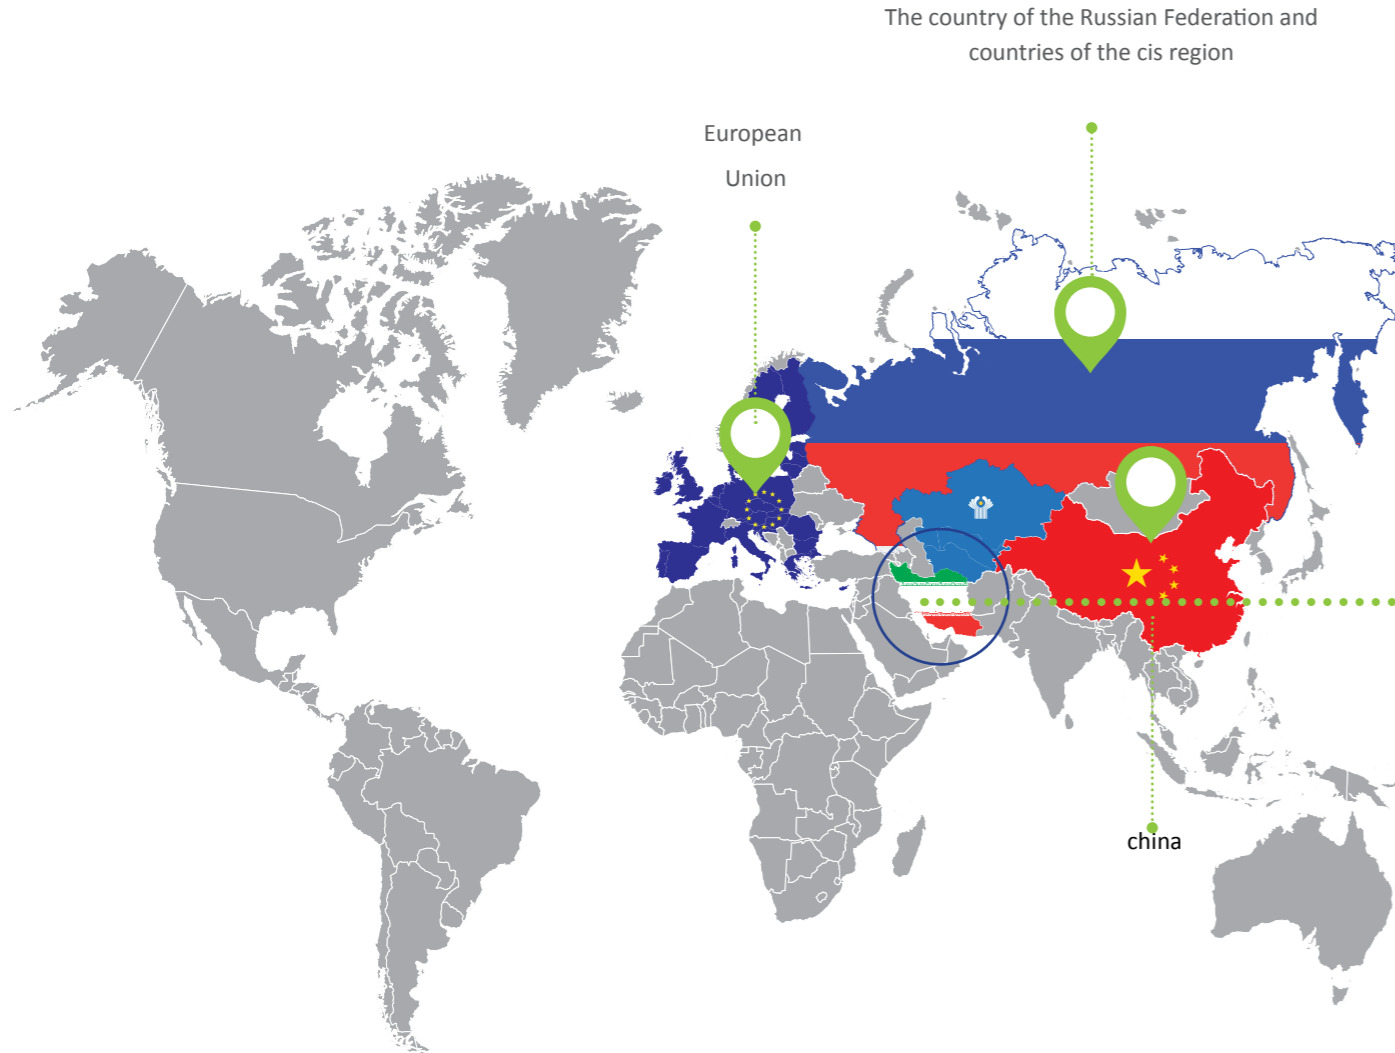 The country of the Russian Federation and
countries of the cis region
European
Union
china